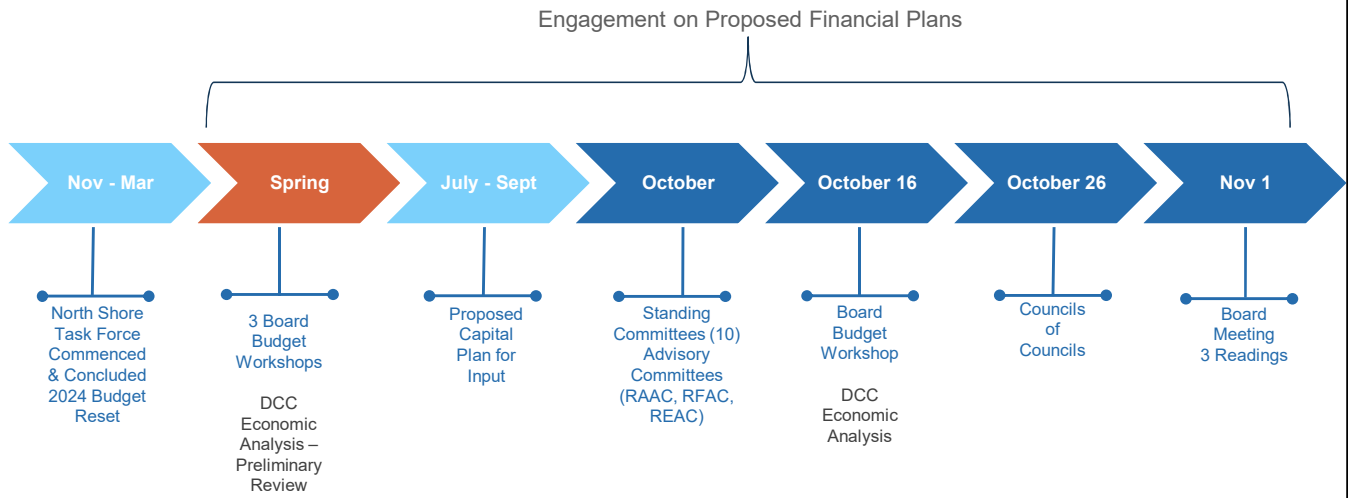 Engagement on Proposed Financial Plans
Nov - Mar
Spring
July - Sept
October
October 16
October 26
Nov 1
North Shore
Task Force
Commenced
& Concluded
2024 Budget
Reset
3 Board
Budget
Workshops
DCC
Economic
Analysis –
Preliminary
Review
Proposed
Capital
Plan for
Input
Standing
Committees (10)
Advisory
Committees
(RAAC, RFAC,
REAC)
Board
Budget
Workshop
DCC
Economic
Analysis
Councils
of
Councils
Board
Meeting
3 Readings